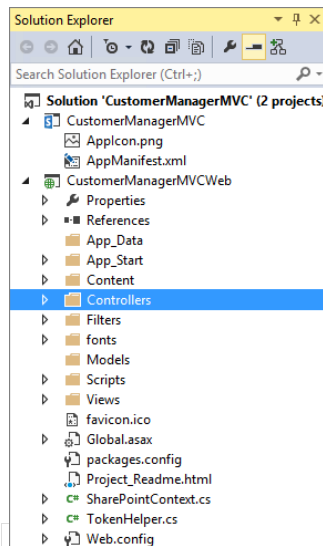 Solution Explorer
Search Solution Explorer (Ctrl+;)
Solution 'CustomerManagerMVC' (2 projects)
CustomerManagerMVC
AppIcon.png
AppManifest.xml
CustomerManagerMVCWeb
Properties
References
App_Data
App_Start
Content
Controllers
Filters
fonts
Models
Scripts
Views
favicon.ico
Global.asax
packages.config
Project_Readme.html
C# SharePointContext.cs
C# TokenHelper.cs
Web.config